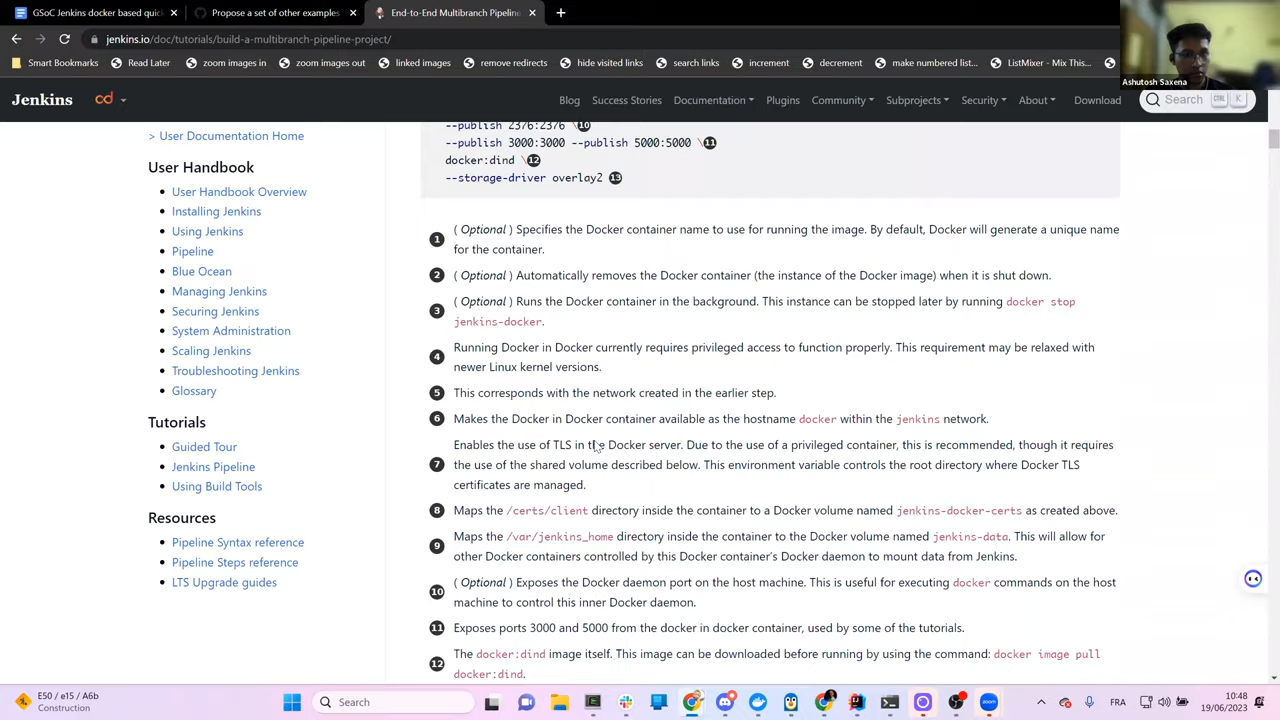 GSoC Jenkins docker based quick
Propose a set of other examples
End-to-End Multibranch Pipeline
jenkins.io/doc/tutorials/build-a-multibranch-pipeline-project/
Smart Bookmarks
Read Later
zoom images in
zoom images out
linked images
remove redirects
hide visited links
search links
increment
decrement
make numbered list...
ListMixer - Mix This...
Ashutosh Saxena
Jenkins
cd
Blog
Success Stories
Documentation
Plugins
Community
Subprojects
Security
About
Download
Search
CTRL
K
> User Documentation Home
User Handbook
User Handbook Overview
Installing Jenkins
Using Jenkins
Pipeline
Blue Ocean
Managing Jenkins
Securing Jenkins
System Administration
Scaling Jenkins
Troubleshooting Jenkins
Glossary
Tutorials
Guided Tour
Jenkins Pipeline
Using Build Tools
Resources
Pipeline Syntax reference
Pipeline Steps reference
LTS Upgrade guides
--publish 2376:2376 \ 10
--publish 3000:3000 --publish 5000:5000 \ 11
docker:dind \ 12
--storage-driver overlay2 13
1 ( Optional ) Specifies the Docker container name to use for running the image. By default, Docker will generate a unique name
for the container.
2 ( Optional ) Automatically removes the Docker container (the instance of the Docker image) when it is shut down.
3 ( Optional ) Runs the Docker container in the background. This instance can be stopped later by running docker stop
jenkins-docker.
4 Running Docker in Docker currently requires privileged access to function properly. This requirement may be relaxed with
newer Linux kernel versions.
5 This corresponds with the network created in the earlier step.
6 Makes the Docker in Docker container available as the hostname docker within the jenkins network.
7 Enables the use of TLS in the Docker server. Due to the use of a privileged container, this is recommended, though it requires
the use of the shared volume described below. This environment variable controls the root directory where Docker TLS
certificates are managed.
8 Maps the /certs/client directory inside the container to a Docker volume named jenkins-docker-certs as created above.
9 Maps the /var/jenkins_home directory inside the container to the Docker volume named jenkins-data. This will allow for
other Docker containers controlled by this Docker container's Docker daemon to mount data from Jenkins.
10 ( Optional ) Exposes the Docker daemon port on the host machine. This is useful for executing docker commands on the host
machine to control this inner Docker daemon.
11 Exposes ports 3000 and 5000 from the docker in docker container, used by some of the tutorials.
12 The docker:dind image itself. This image can be downloaded before running by using the command: docker image pull
docker:dind.
E50 / e15 / A6b
Construction
Search
FRA
10:48
19/06/2023